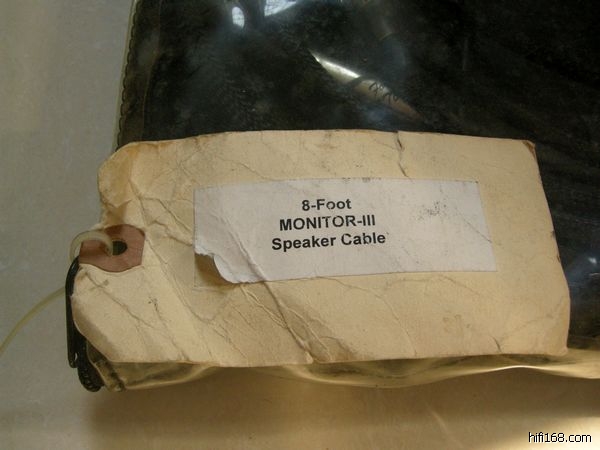 8-Foot
MONITOR-III
Speaker Cable
hifi168.com